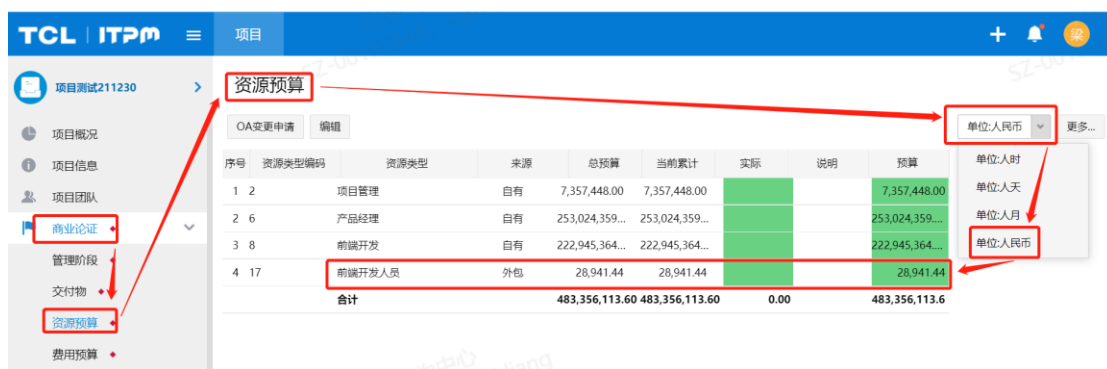 TCL ITPM 项目 梁
项目测试211230
资源预算
OA变更申请 编辑 单位:人民币 更多...
项目概况
项目信息
项目团队
商业论证
管理阶段
交付物
资源预算
费用预算
序号 资源类型编码 资源类型 来源 总预算 当前累计 实际 说明 预算
1 2 项目管理 自有 7,357,448.00 7,357,448.00 7,357,448.00
2 6 产品经理 自有 253,024,359... 253,024,359... 253,024,359....
3 8 前端开发 自有 222,945,364... 222,945,364... 222,945,364....
4 17 前端开发人员 外包 28,941.44 28,941.44 28,941.44
合计 483,356,113.60 483,356,113.60 0.00 483,356,113.6
单位:人时
单位:人天
单位:人月
单位:人民币